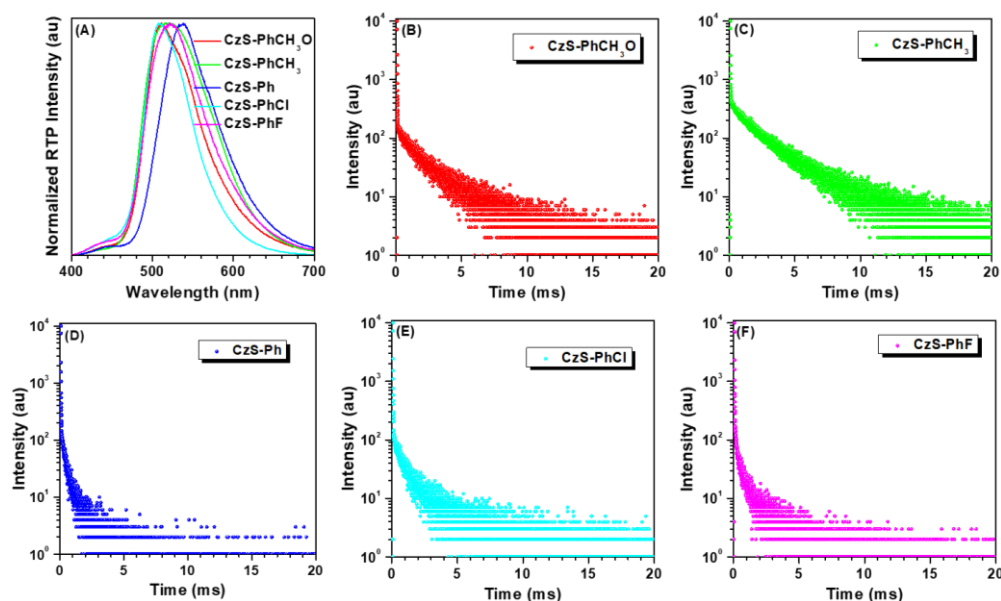 (A)
CzS-PhCH3O
CzS-PhCH3
CzS-Ph
CzS-PhCl
CzS-PhF
Normalized RTP Intensity (au)
400 500 600 700
Wavelength (nm)
(B)
CzS-PhCH3O
Intensity (au)
10^4
10^3
10^2
10^1
10^0
0 5 10 15 20
Time (ms)
(C)
CzS-PhCH3
Intensity (au)
10^4
10^3
10^2
10^1
10^0
0 5 10 15 20
Time (ms)
(D)
CzS-Ph
Intensity (au)
10^4
10^3
10^2
10^1
10^0
0 5 10 15 20
Time (ms)
(E)
CzS-PhCl
Intensity (au)
10^4
10^3
10^2
10^1
10^0
0 5 10 15 20
Time (ms)
(F)
CzS-PhF
Intensity (au)
10^4
10^3
10^2
10^1
10^0
0 5 10 15 20
Time (ms)